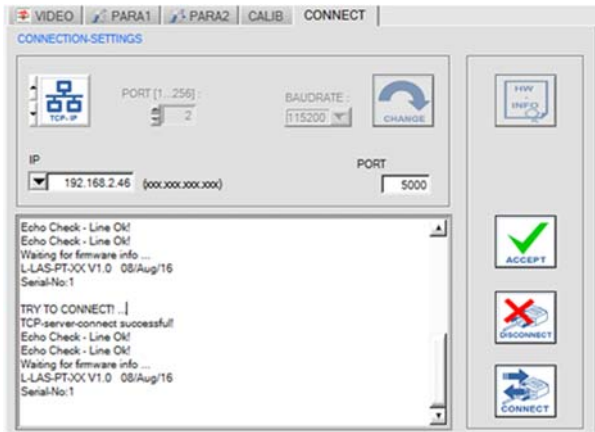 VIDEO PARA1 PARA2 CALIB CONNECT
CONNECTION-SETTINGS
TCP-IP
PORT [1...256] :
2
BAUDRATE :
115200
CHANGE
HW
-
INFO
IP
192.168.2.46 (xxx.xxx.xxx.xxx)
PORT
5000
Echo Check - Line Ok!
Echo Check - Line Ok!
Waiting for firmware info ...
L-LAS-PT-XX V1.0 08/Aug/16
Serial-No:1
TRY TO CONNECT! ...
TCP-server-connect successful!
Echo Check - Line Ok!
Echo Check - Line Ok!
Waiting for firmware info ...
L-LAS-PT-XX V1.0 08/Aug/16
Serial-No:1
ACCEPT
DISCONNECT
CONNECT